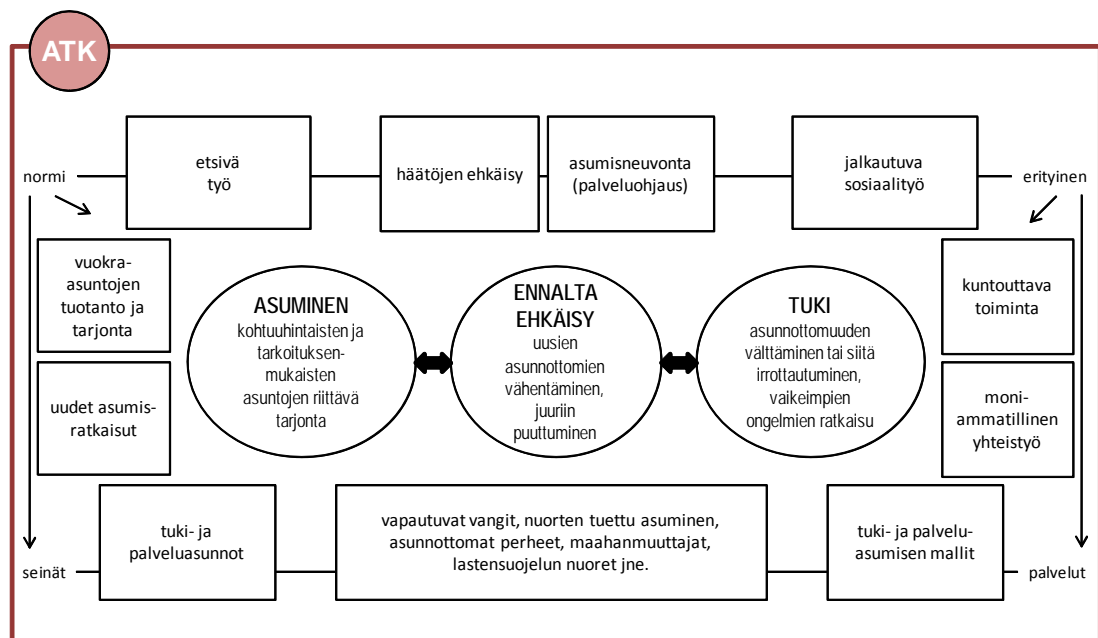 ATK
normi
etsivä
työ
häätöjen ehkäisy
asumisneuvonta
(palveluohjaus)
jalkautuva
sosiaalityö
erityinen
vuokra-
asuntojen
tuotanto ja
tarjonta
uudet asumis-
ratkaisut
ASUMINEN
kohtuuhintaisten ja
tarkoituksen-
mukaisten
asuntojen riittävä
tarjonta
ENNALTA
EHKÄISY
uusien
asunnottomien
vähentäminen,
juuriin
puuttuminen
TUKI
asunnottomuuden
välttäminen tai siitä
irrottautuminen,
vaikeimpien
ongelmien ratkaisu
kuntouttava
toiminta
moni-
ammatillinen
yhteistyö
seinät
tuki- ja
palveluasunnot
vapautuvat vangit, nuorten tuettu asuminen,
asunnottomat perheet, maahanmuuttajat,
lastensuojelun nuoret jne.
tuki- ja palvelu-
asumisen mallit
palvelut